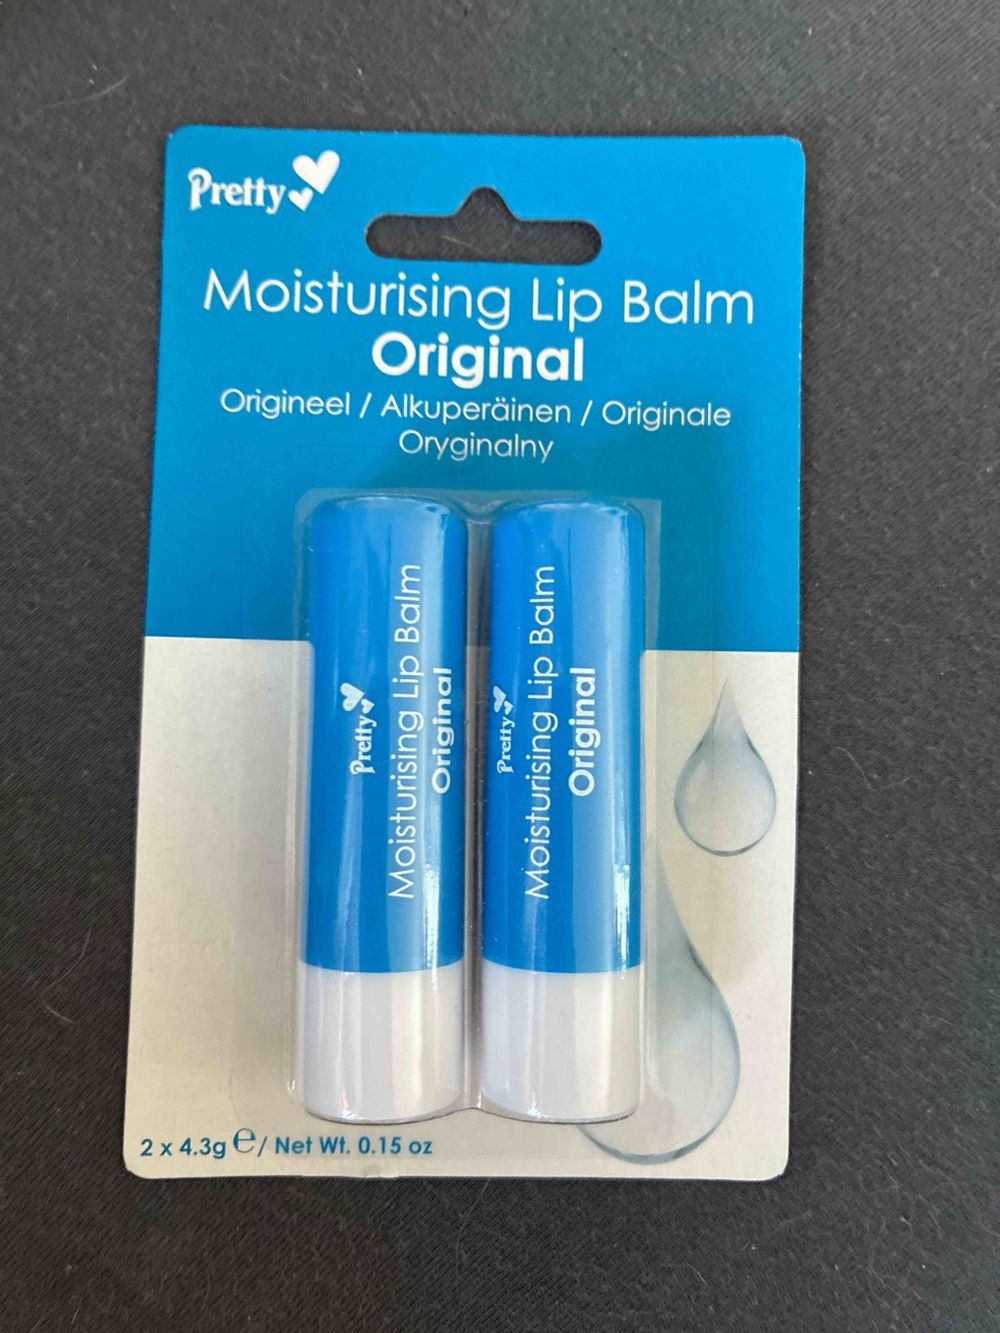 Pretty
Moisturising Lip Balm
Original
Origineel / Alkuperäinen / Originale
Oryginalny
Pretty
Moisturising Lip Balm
Original
Pretty
Moisturising Lip Balm
Original
2 x 4.3g ℮ / Net Wt. 0.15 oz